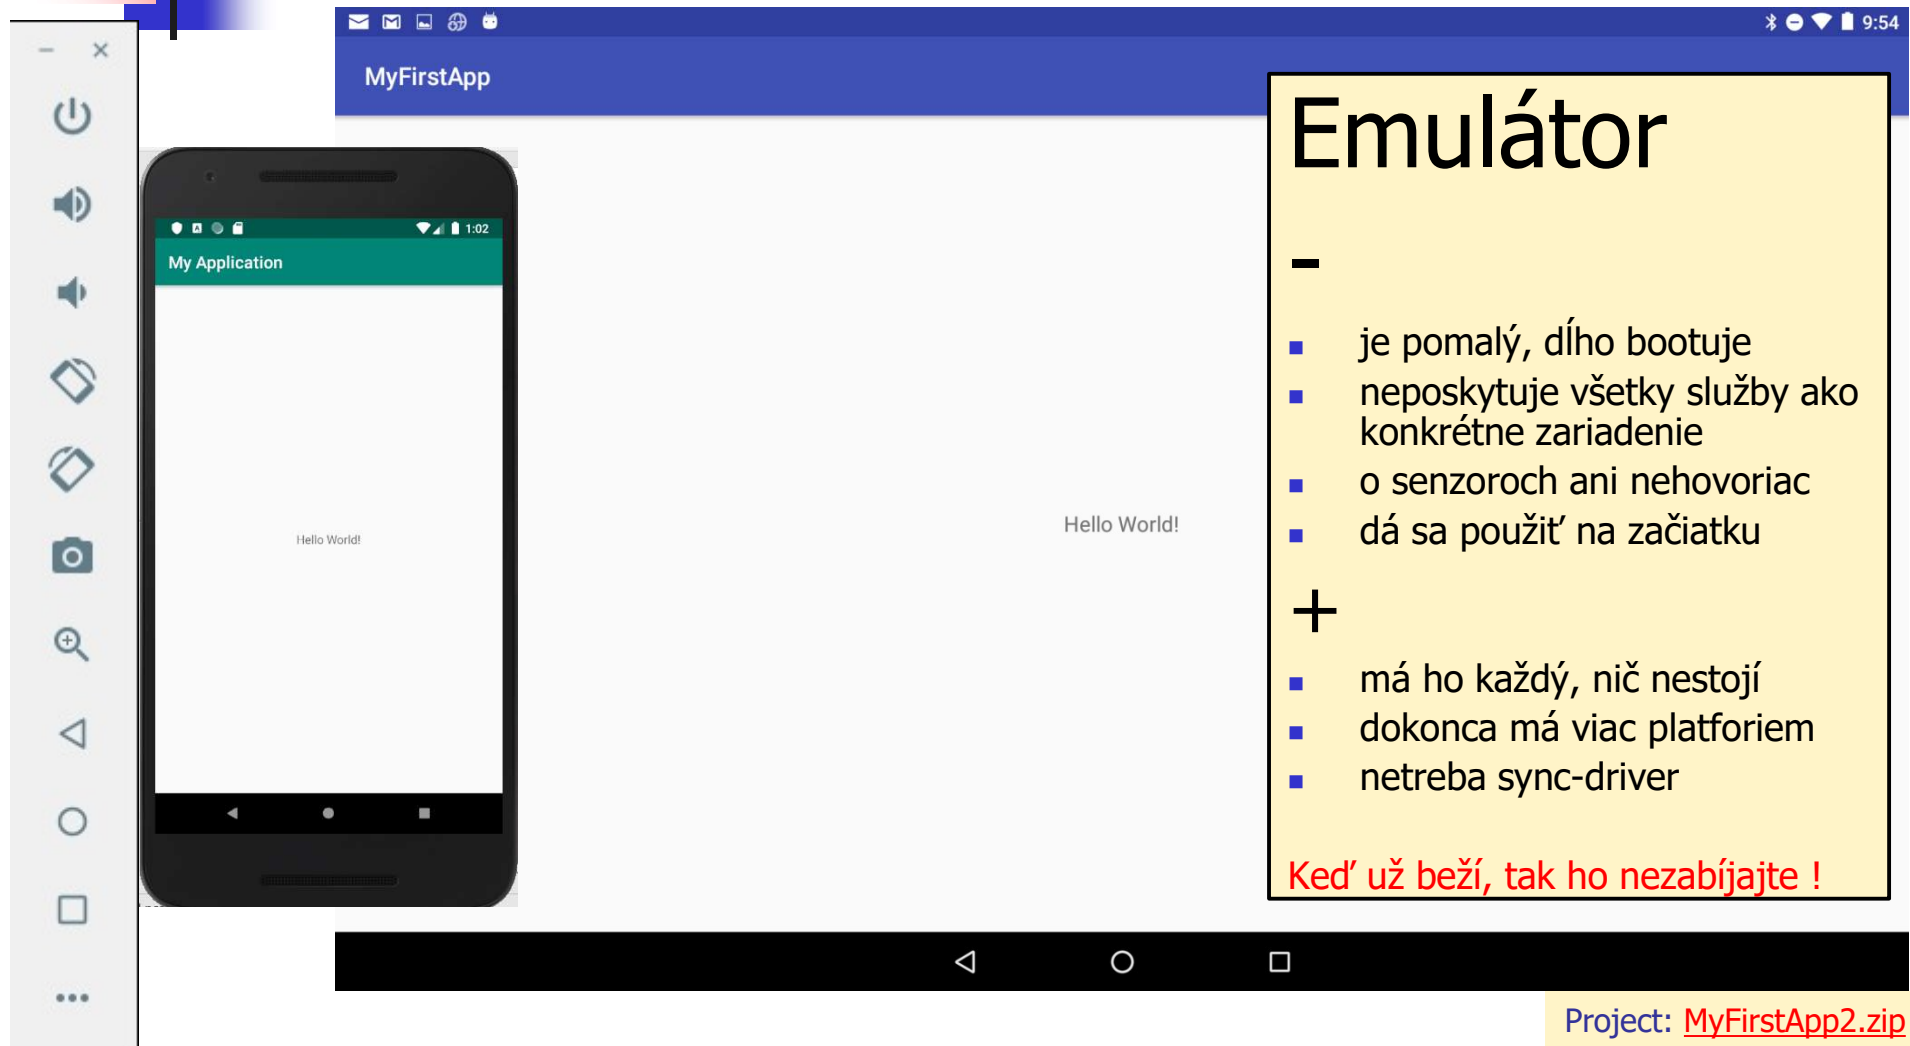 9:54
MyFirstApp
1:02
My Application
Hello World!
Hello World!
Emulátor
-
je pomalý, dĺho bootuje
neposkytuje všetky služby ako
konkrétne zariadenie
o senzoroch ani nehovoriac
dá sa použiť na začiatku
+
má ho každý, nič nestojí
dokonca má viac platforiem
netreba sync-driver
Keď už beží, tak ho nezabíjajte !
Project: MyFirstApp2.zip